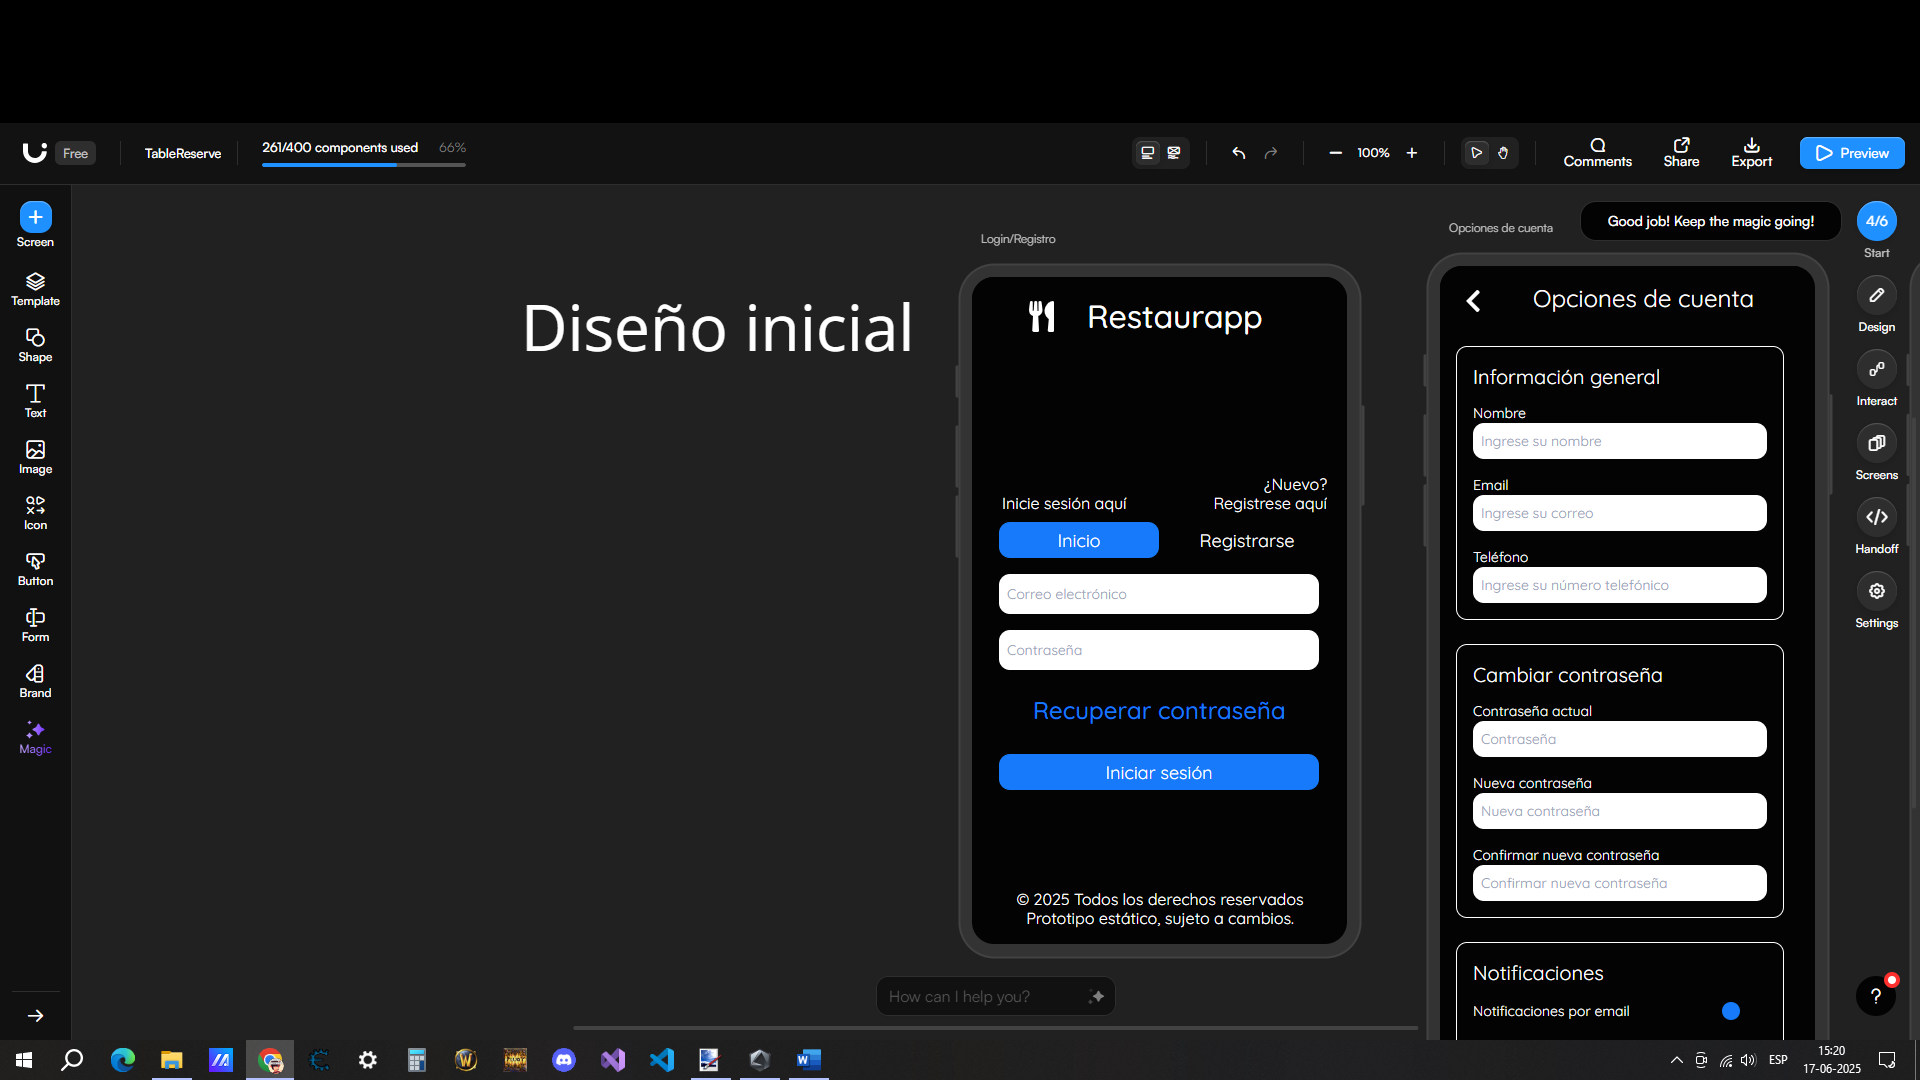 Free
TableReserve
261/400 components used
66%
100%
Comments
Share
Export
Preview
Screen
Template
Shape
Text
Image
Icon
Button
Form
Brand
Magic
Diseño inicial
Login/Registro
Restaurapp
Inicie sesión aquí
¿Nuevo?
Registrese aquí
Inicio
Registrarse
Correo electrónico
Contraseña
Recuperar contraseña
Iniciar sesión
© 2025 Todos los derechos reservados
Prototipo estático, sujeto a cambios.
How can I help you?
Opciones de cuenta
Opciones de cuenta
Información general
Nombre
Ingrese su nombre
Email
Ingrese su correo
Teléfono
Ingrese su número telefónico
Cambiar contraseña
Contraseña actual
Contraseña
Nueva contraseña
Nueva contraseña
Confirmar nueva contraseña
Confirmar nueva contraseña
Notificaciones
Notificaciones por email
Good job! Keep the magic going!
4/6
Start
Design
Interact
Screens
Handoff
Settings
?
ESP
15:20
17-06-2025